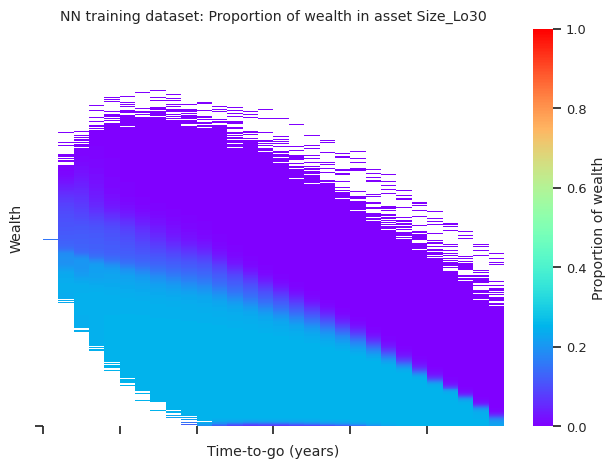 NN training dataset: Proportion of wealth in asset Size_Lo30
1.0
0.8
0.6
0.4
0.2
0.0
Proportion of wealth
Wealth
Time-to-go (years)